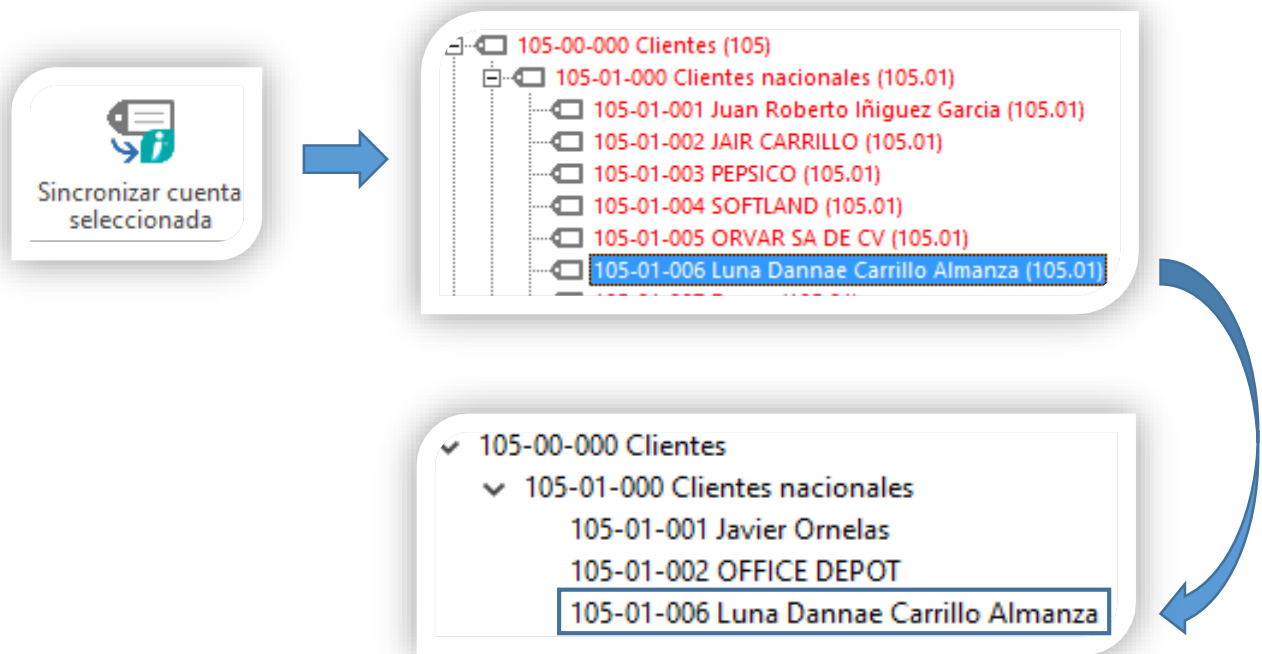 Sincronizar cuenta
seleccionada
105-00-000 Clientes (105)
105-01-000 Clientes nacionales (105.01)
105-01-001 Juan Roberto Iñiguez Garcia (105.01)
105-01-002 JAIR CARRILLO (105.01)
105-01-003 PEPSICO (105.01)
105-01-004 SOFTLAND (105.01)
105-01-005 ORVAR SA DE CV (105.01)
105-01-006 Luna Dannae Carrillo Almanza (105.01)
105-00-000 Clientes
105-01-000 Clientes nacionales
105-01-001 Javier Ornelas
105-01-002 OFFICE DEPOT
105-01-006 Luna Dannae Carrillo Almanza